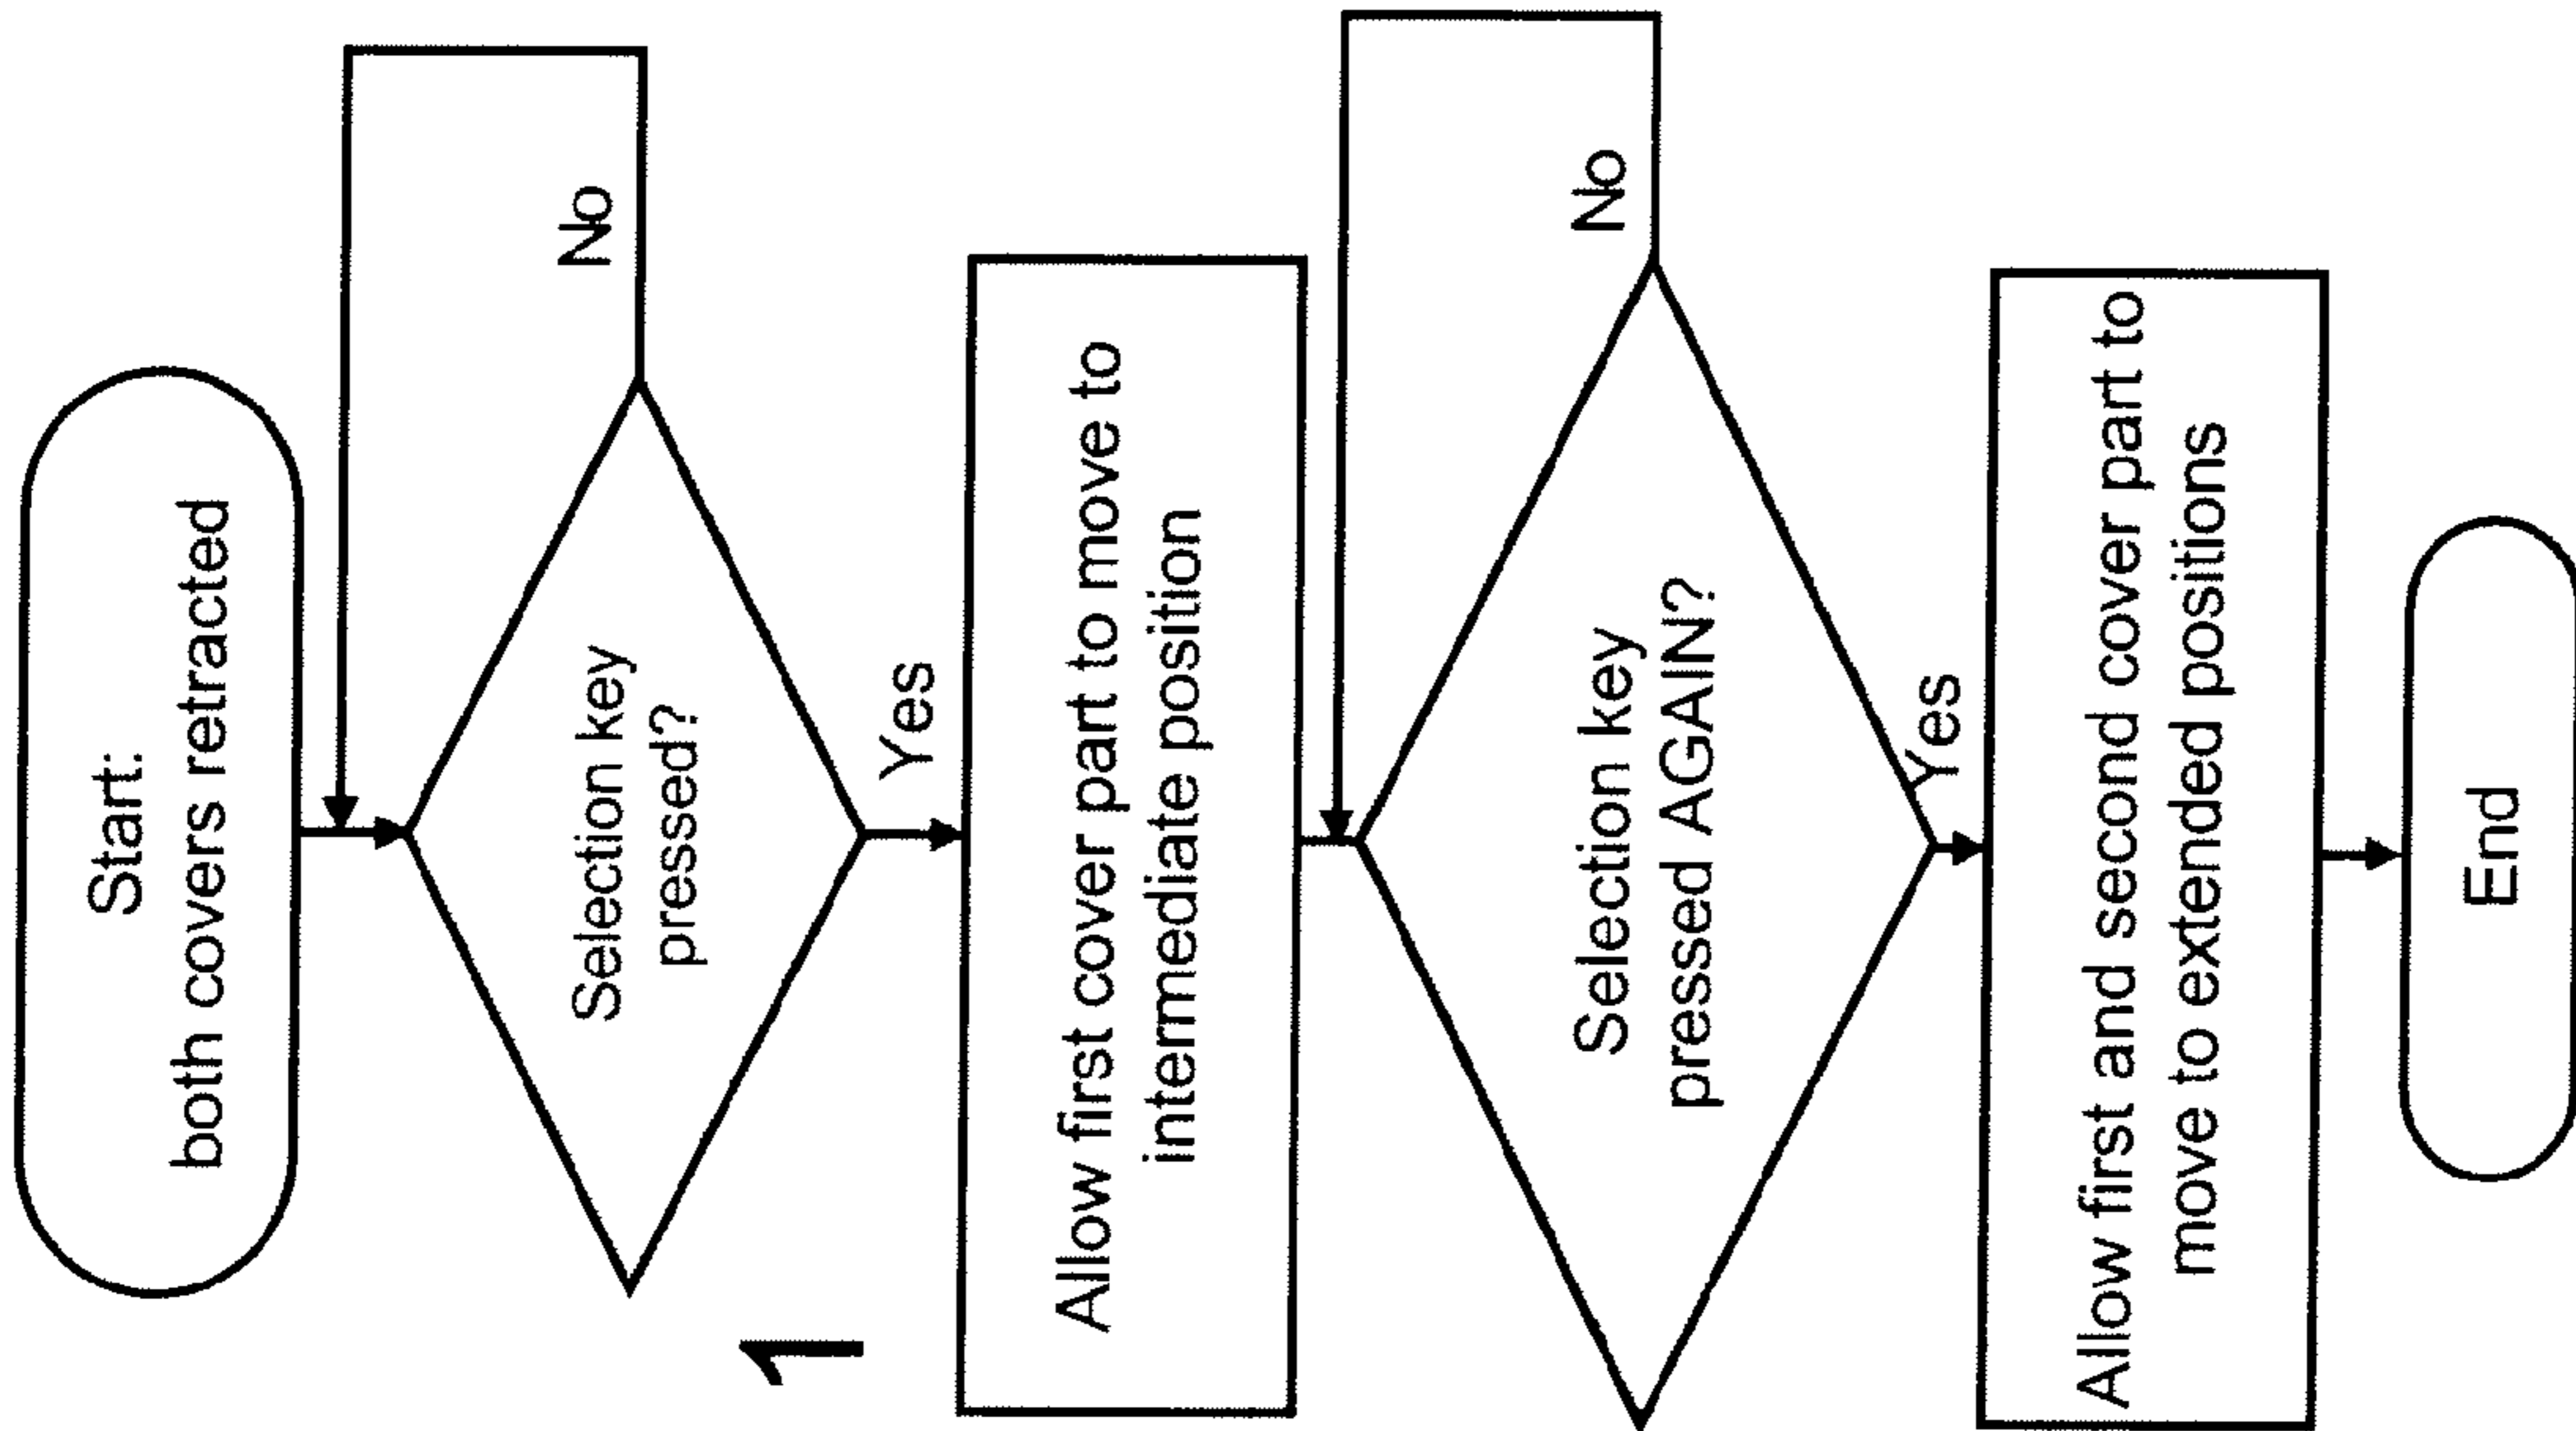 Start:
both covers retracted
No
Selection key
pressed?
Yes
1
Allow first cover part to move to
intermediate position
No
Selection key
pressed AGAIN?
Yes
Allow first and second cover part to
move to extended positions
End